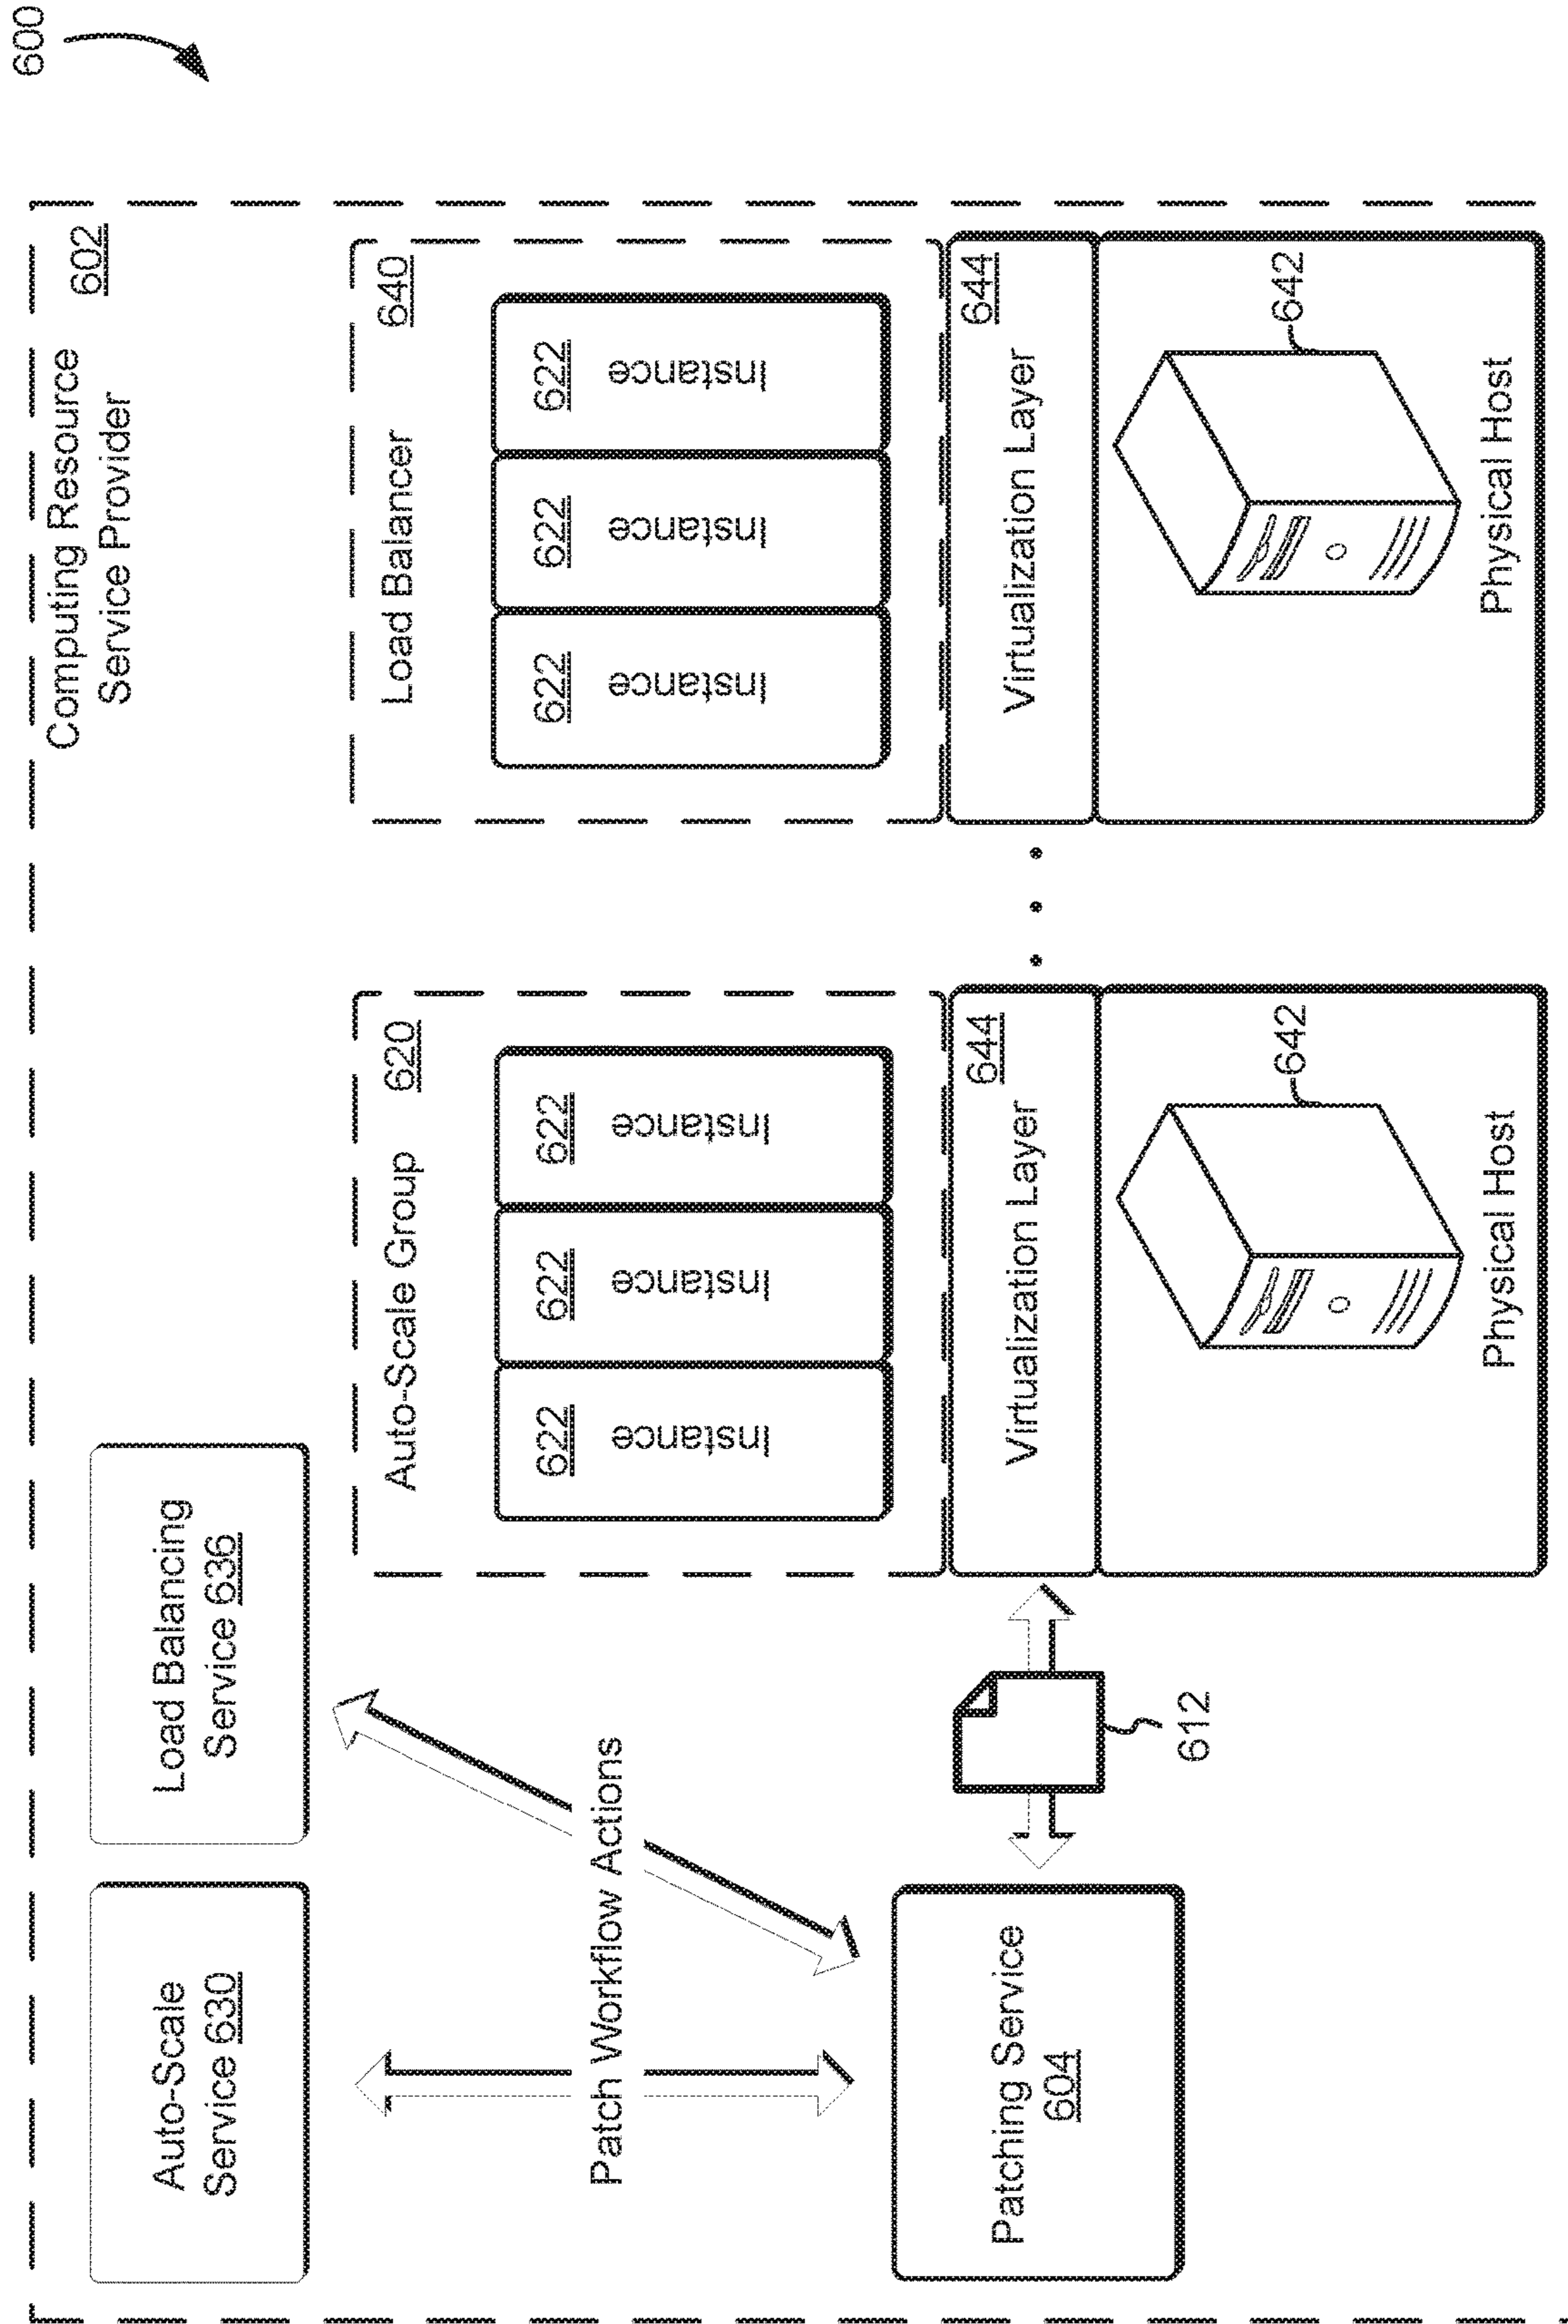 600
Computing Resource
Service Provider
602
Auto-Scale
Service 630
Load Balancing
Service 636
Patch Workflow Actions
Patching Service
604
612
Auto-Scale Group
620
622
Instance
622
Instance
622
Instance
Virtualization Layer
644
642
Physical Host
Load Balancer
640
622
Instance
622
Instance
622
Instance
Virtualization Layer
644
642
Physical Host